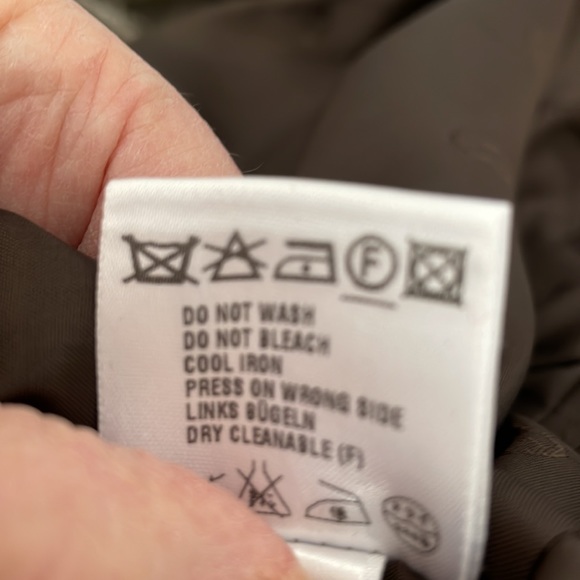 F
DO NOT WASH
DO NOT BLEACH
COOL IRON
PRESS ON WRONG SIDE
LINKS BÜGELN
DRY CLEANABLE (F)